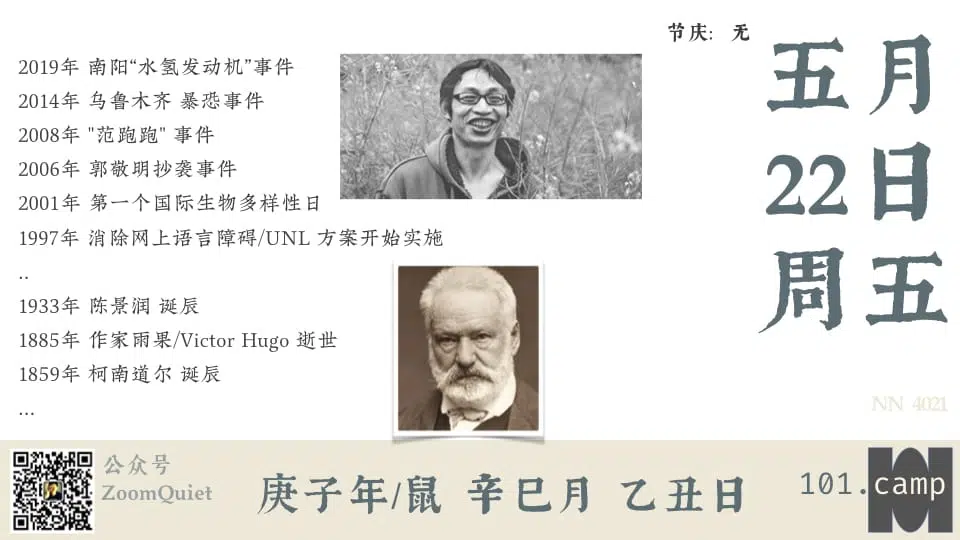 节庆: 无
五月
22日
周五
2019年 南阳“水氢发动机”事件
2014年 乌鲁木齐 暴恐事件
2008年 "范跑跑" 事件
2006年 郭敬明抄袭事件
2001年 第一个国际生物多样性日
1997年 消除网上语言障碍/UNL 方案开始实施
..
1933年 陈景润 诞辰
1885年 作家雨果/Victor Hugo 逝世
1859年 柯南道尔 诞辰
...
NN 4021
公众号
ZoomQuiet
庚子年/鼠 辛巳月 乙丑日
101.camp